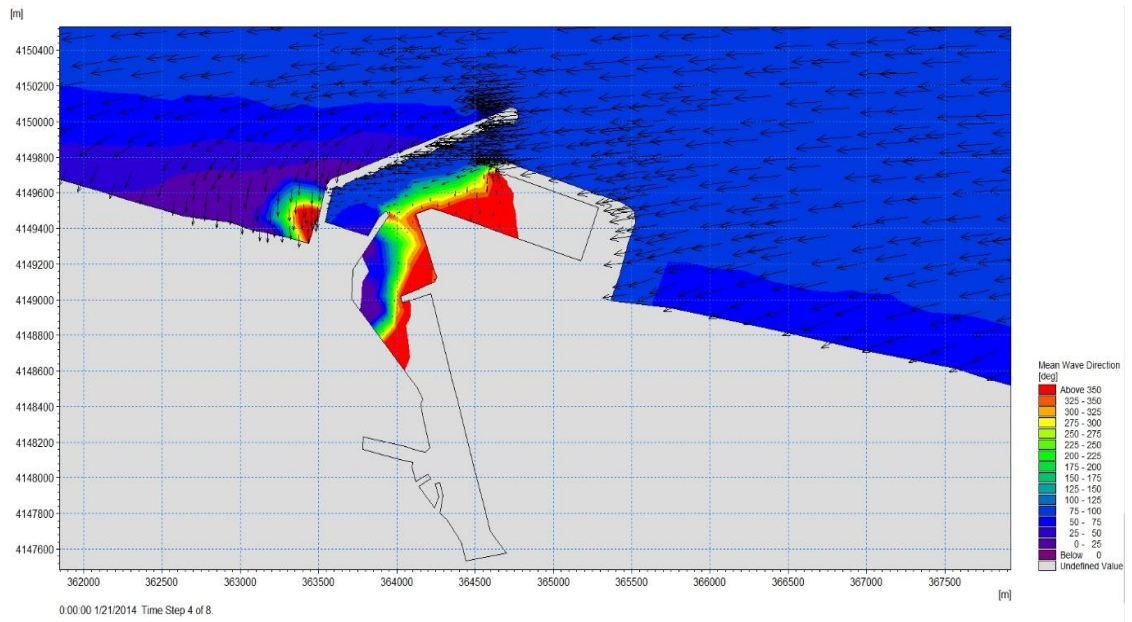 [m]
4150400
4150200
4150000
4149800
4149600
4149400
4149200
4149000
4148800
4148600
4148400
4148200
4148000
4147800
4147600
362000 362500 363000 363500 364000 364500 365000 365500 366000 366500 367000 367500
[m]
Mean Wave Direction
[deg]
Above 350
325 - 350
300 - 325
275 - 300
250 - 275
225 - 250
200 - 225
175 - 200
150 - 175
125 - 150
100 - 125
75 - 100
50 - 75
25 - 50
0 - 25
Below 0
Undefined Value
0:00:00 1/21/2014 Time Step 4 of 8.